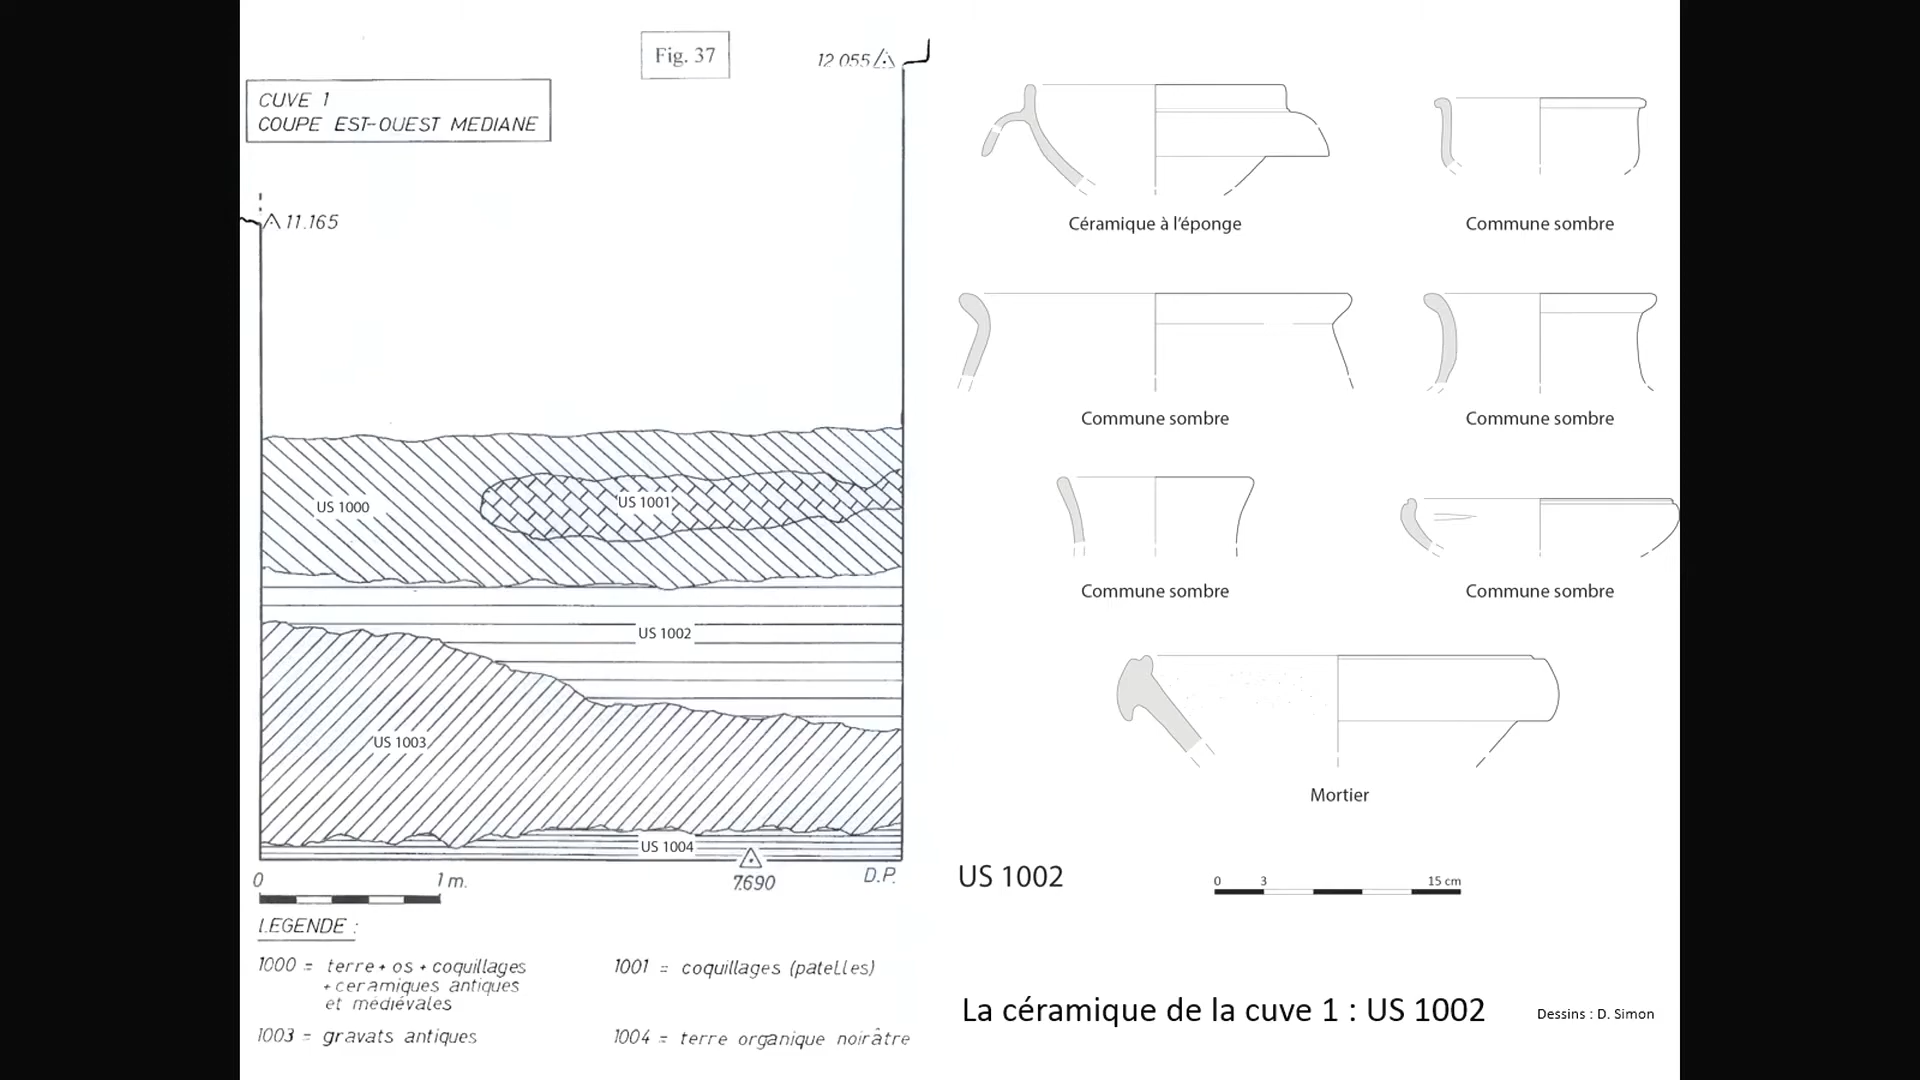 Fig. 37
12 055
CUVE 1
COUPE EST-OUEST MEDIANE
11.165
US 1000
US 1001
US 1002
US 1003
US 1004
0
1 m.
7.690
D.P.
LEGENDE :
1000 = terre + os + coquillages
+ ceramiques antiques
et médiévales
1001 = coquillages (patelles)
1003 = gravats antiques
1004 = terre organique noirâtre
Céramique à l'éponge
Commune sombre
Commune sombre
Commune sombre
Commune sombre
Commune sombre
Mortier
US 1002
0
3
15 cm
La céramique de la cuve 1 : US 1002
Dessins : D. Simon